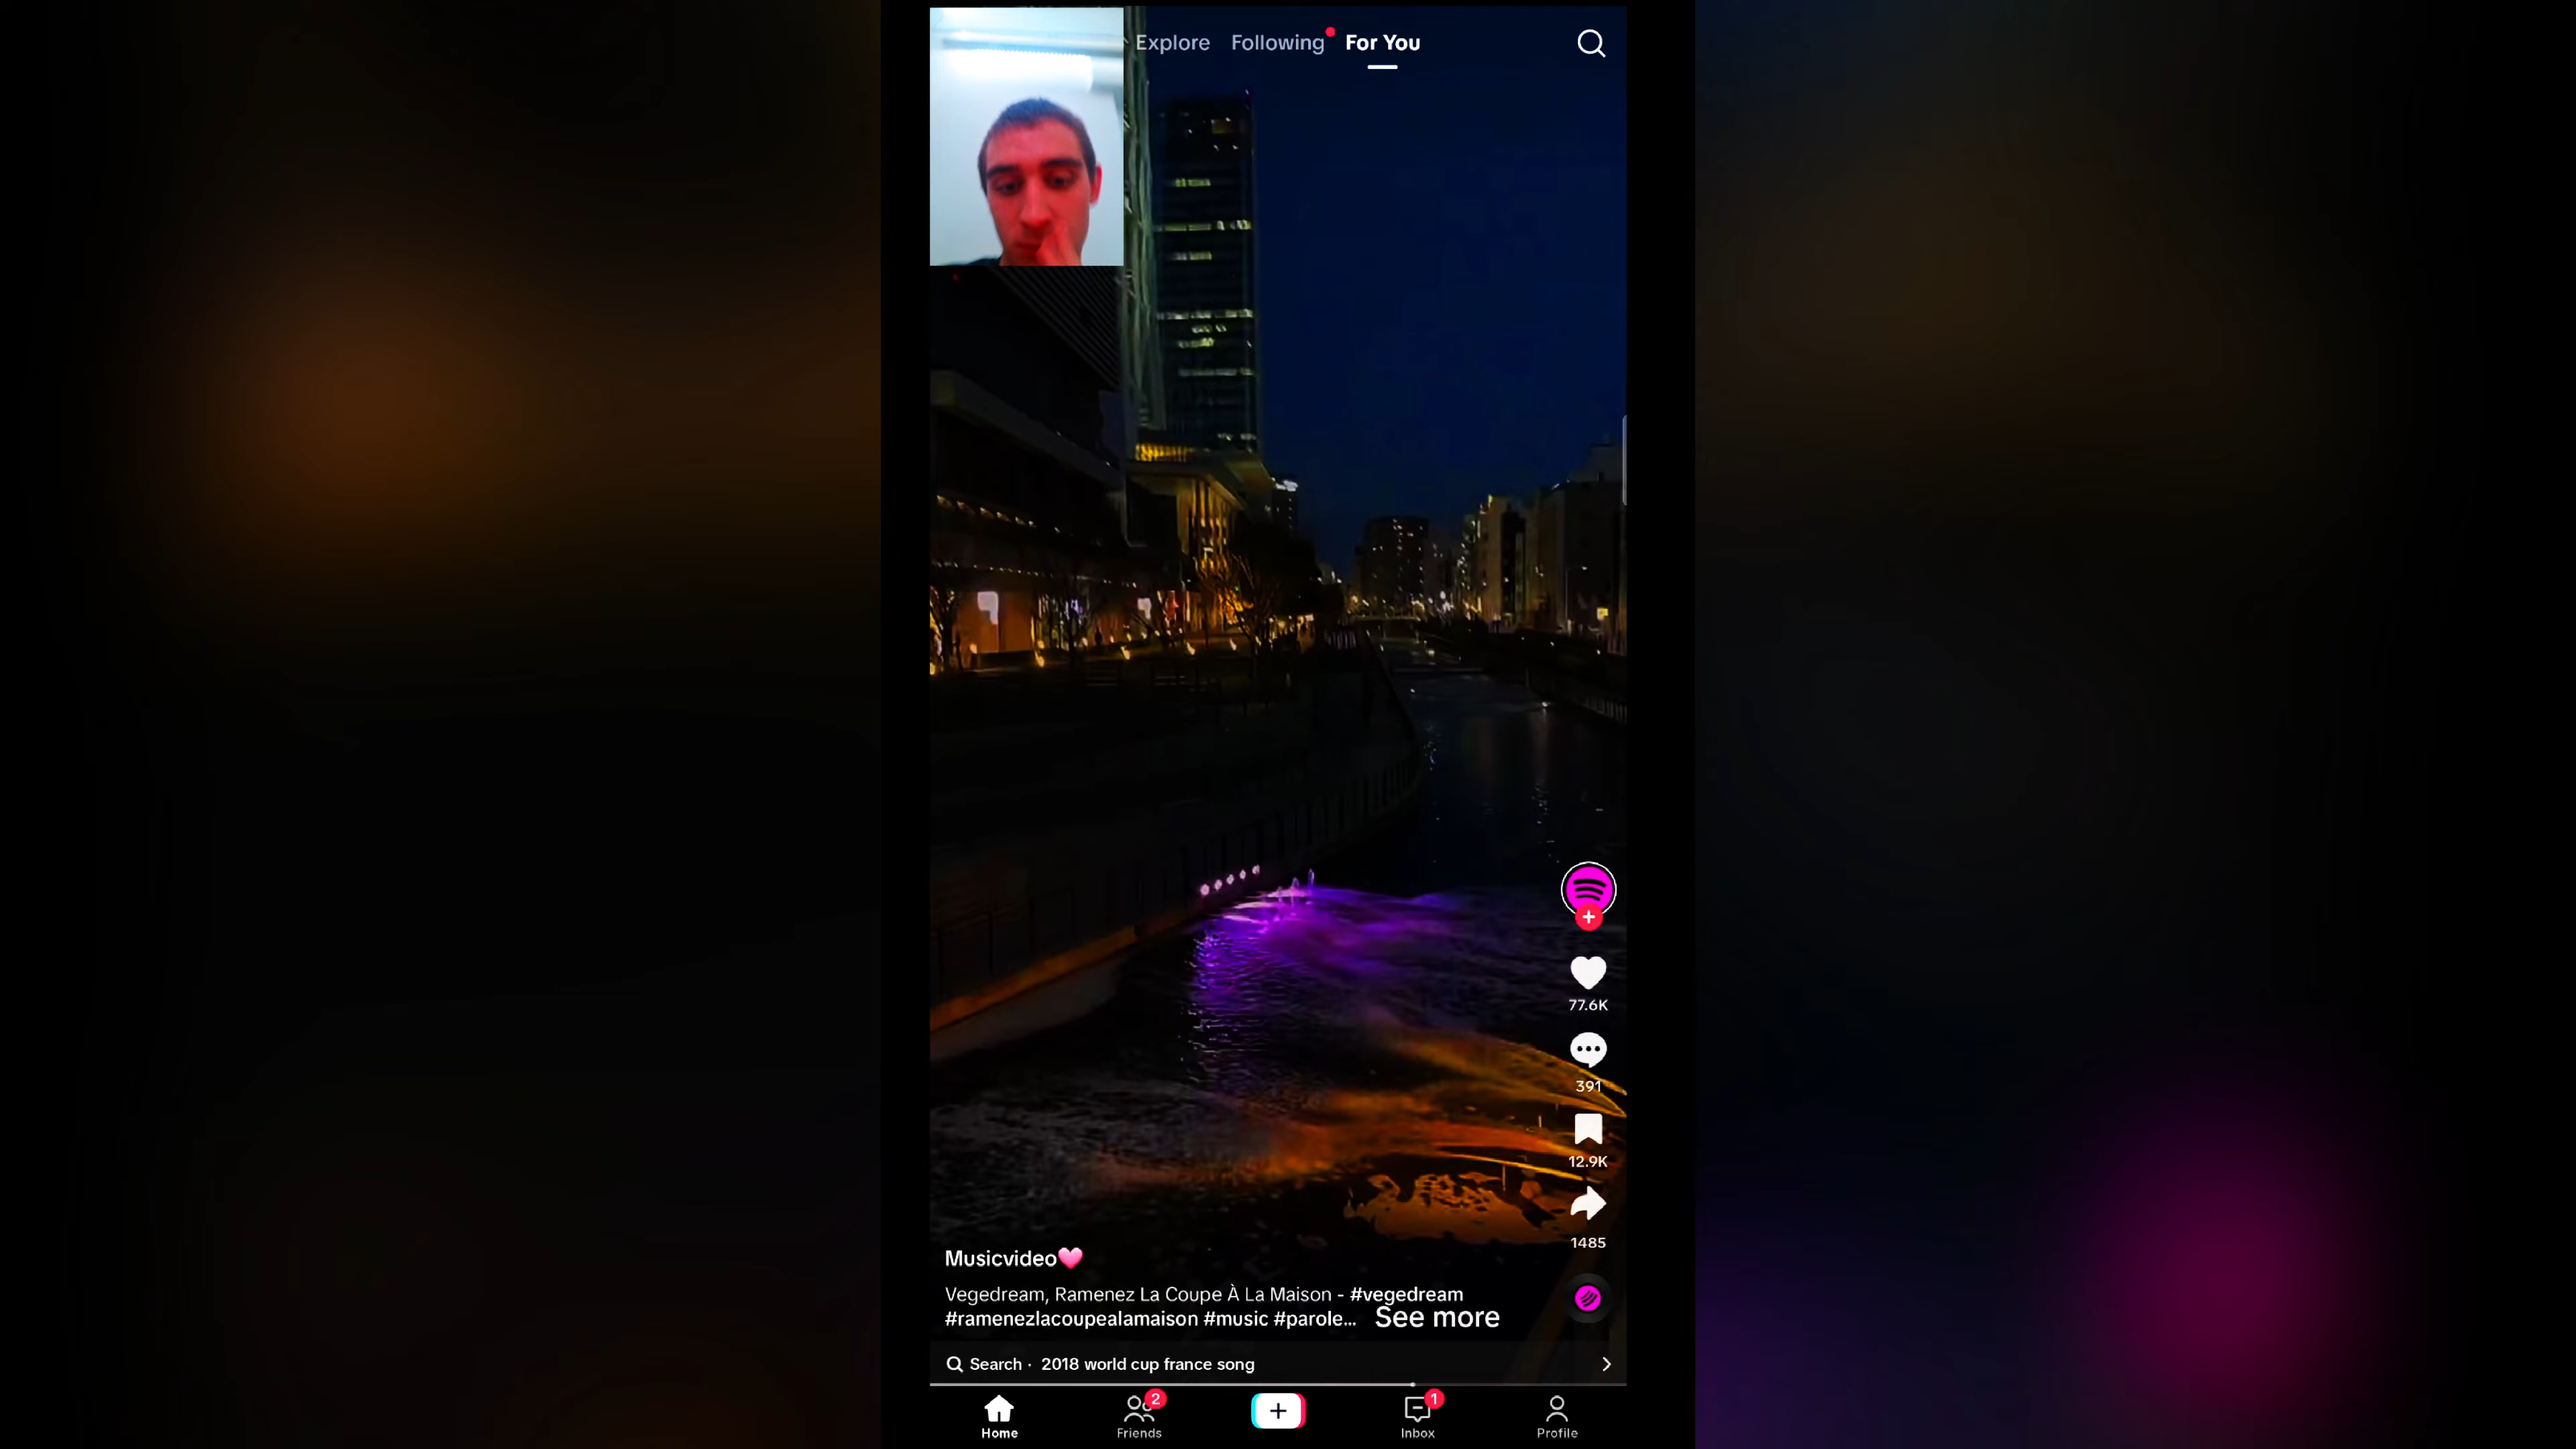 Explore Following For You
77.6K
391
12.9K
1485
Musicvideo🩷
Vegedream, Ramenez La Coupe À La Maison - #vegedream
#ramenezlacoupealamaison #music #parole... See more
Search · 2018 world cup france song
2 1
Home Friends Inbox Profile